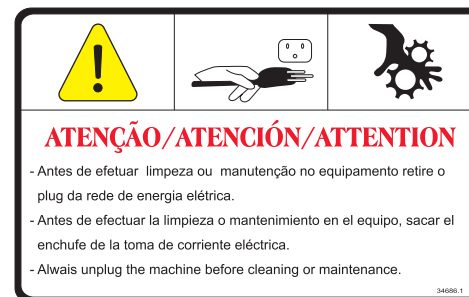 ATENÇÃO/ATENCIÓN/ATTENTION
- Antes de efetuar limpeza ou manutenção no equipamento retire o
plug da rede de energia elétrica.
- Antes de efectuar la limpieza o mantenimiento en el equipo, sacar el
enchufe de la toma de corriente eléctrica.
- Alwais unplug the machine before cleaning or maintenance.
34686.1